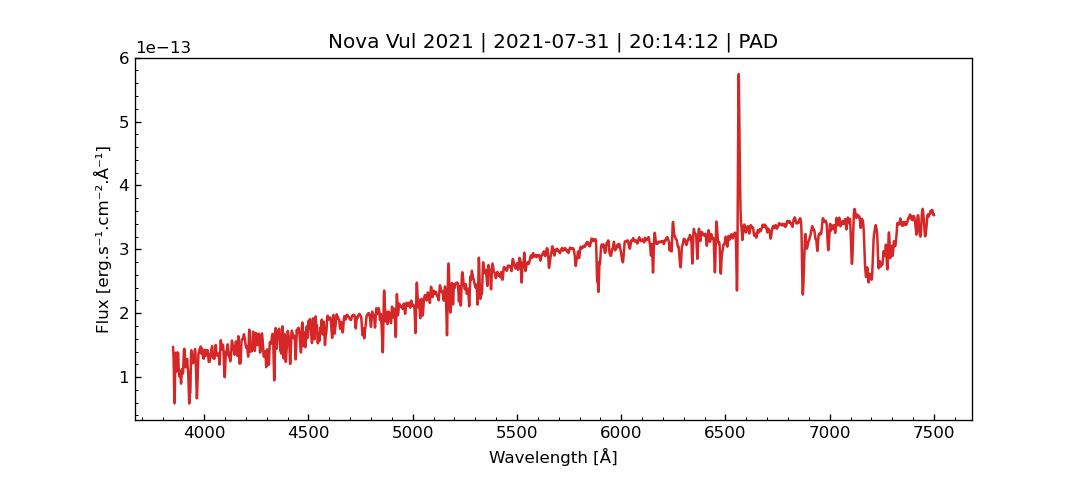 Nova Vul 2021 | 2021-07-31 | 20:14:12 | PAD
1e−13
6
5
4
3
2
1
Flux [erg.s⁻¹.cm⁻².Å⁻¹]
4000 4500 5000 5500 6000 6500 7000 7500
Wavelength [Å]